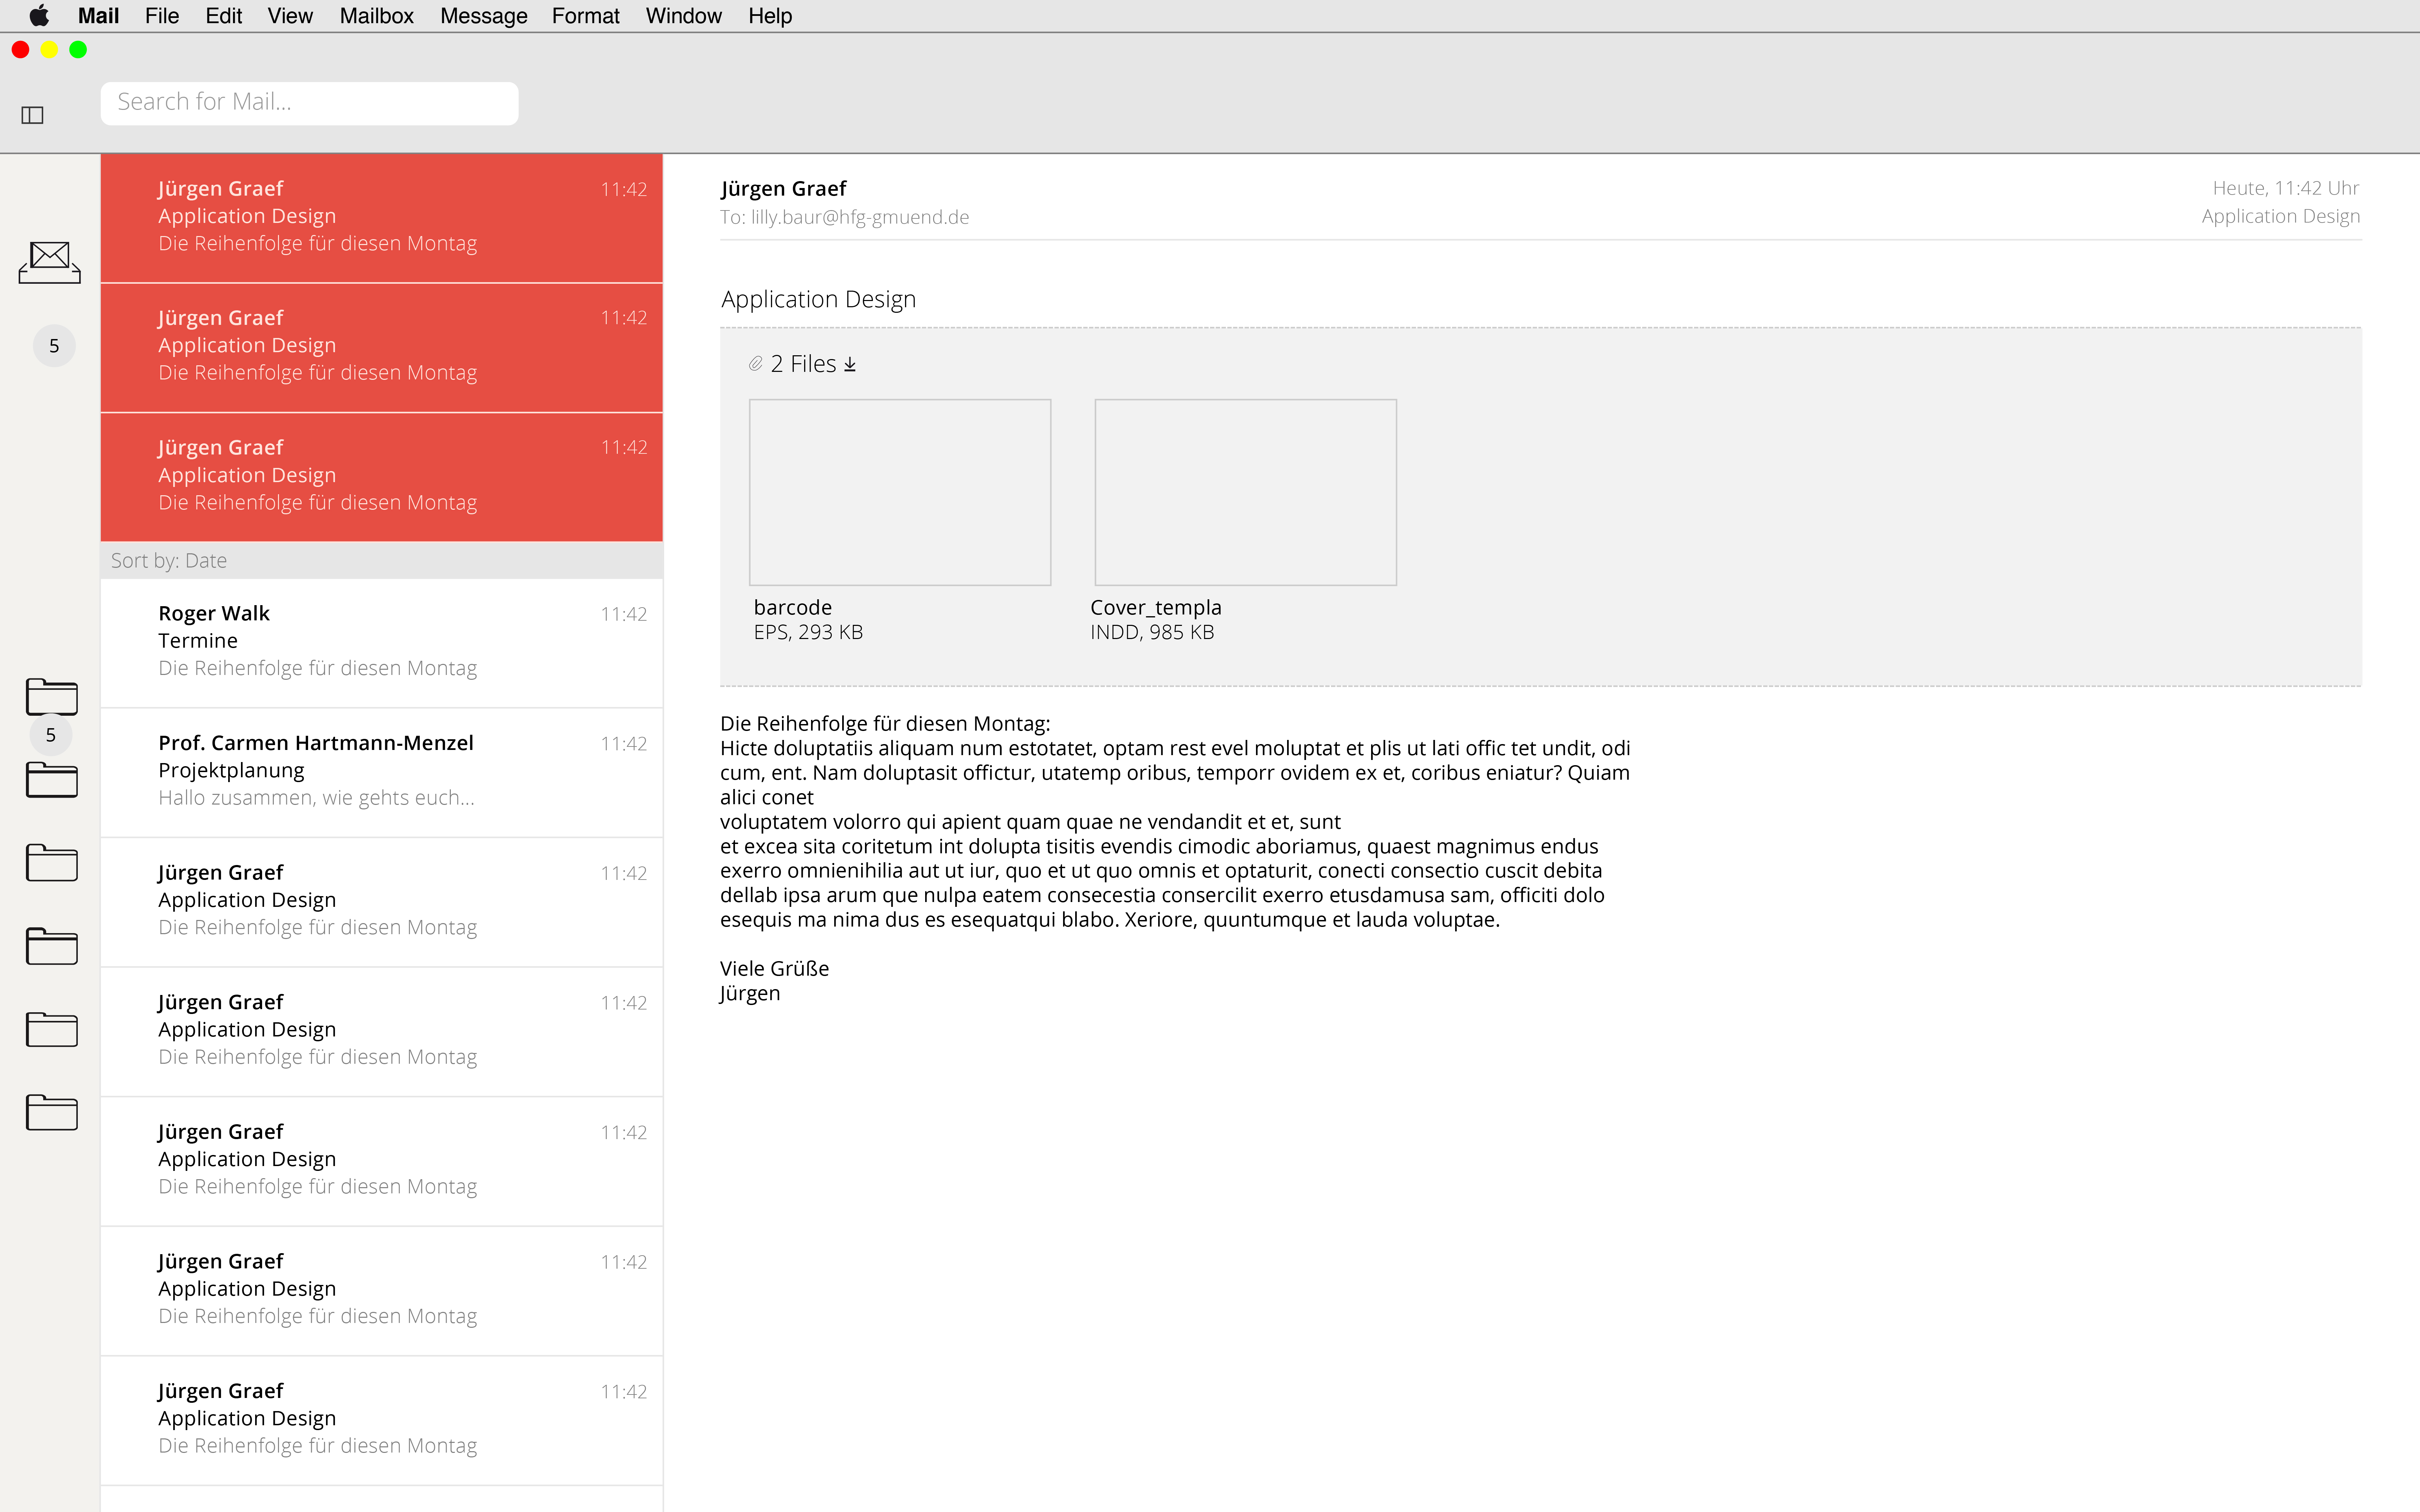 Mail File Edit View Mailbox Message Format Window Help
Search for Mail...
5
5
Jürgen Graef 11:42
Application Design
Die Reihenfolge für diesen Montag
Jürgen Graef 11:42
Application Design
Die Reihenfolge für diesen Montag
Jürgen Graef 11:42
Application Design
Die Reihenfolge für diesen Montag
Sort by: Date
Roger Walk 11:42
Termine
Die Reihenfolge für diesen Montag
Prof. Carmen Hartmann-Menzel 11:42
Projektplanung
Hallo zusammen, wie gehts euch...
Jürgen Graef 11:42
Application Design
Die Reihenfolge für diesen Montag
Jürgen Graef 11:42
Application Design
Die Reihenfolge für diesen Montag
Jürgen Graef 11:42
Application Design
Die Reihenfolge für diesen Montag
Jürgen Graef 11:42
Application Design
Die Reihenfolge für diesen Montag
Jürgen Graef 11:42
Application Design
Die Reihenfolge für diesen Montag
Jürgen Graef Heute, 11:42 Uhr
To: lilly.baur@hfg-gmuend.de Application Design
Application Design
2 Files
barcode
EPS, 293 KB
Cover_templa
INDD, 985 KB
Die Reihenfolge für diesen Montag:
Hicte doluptatiis aliquam num estotatet, optam rest evel moluptat et plis ut lati offic tet undit, odi
cum, ent. Nam doluptasit offictur, utatemp oribus, temporr ovidem ex et, coribus eniatur? Quiam
alici conet
voluptatem volorro qui apient quam quae ne vendandit et et, sunt
et excea sita coritetum int dolupta tisitis evendis cimodic aboriamus, quaest magnimus endus
exerro omnienihilia aut ut iur, quo et ut quo omnis et optaturit, conecti consectio cuscit debita
dellab ipsa arum que nulpa eatem consecestia consercilit exerro etusdamusa sam, officiti dolo
esequis ma nima dus es esequatqui blabo. Xeriore, quuntumque et lauda voluptae.
Viele Grüße
Jürgen